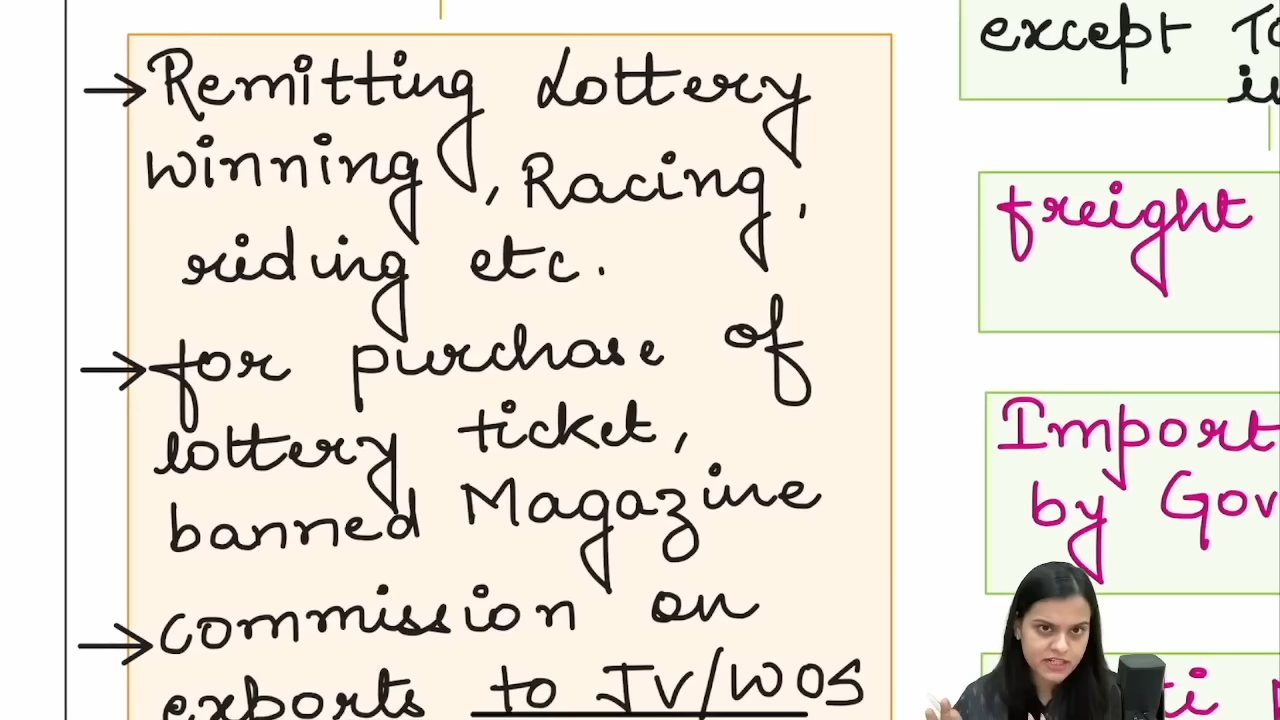 Remitting Lottery
winning, Racing,
riding etc.
for purchase of
lottery ticket,
banned Magazine
commission on
exports to JV/WOS
except
freight
Import
by Gov